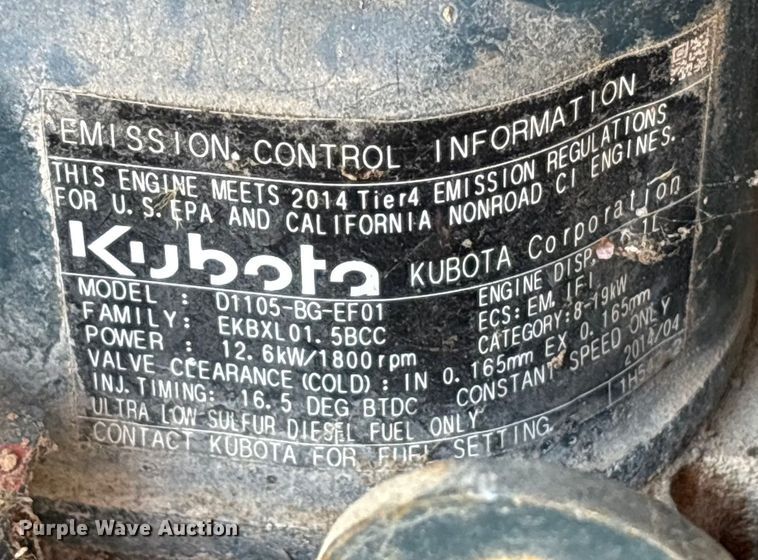 EMISSION CONTROL INFORMATION
THIS ENGINE MEETS 2014 Tier4 EMISSION REGULATIONS
FOR U.S. EPA AND CALIFORNIA NONROAD CI ENGINES.
Kubota KUBOTA Corporation
MODEL : D1105-BG-EF01 ENGINE DISP. 1L
FAMILY: EKBXL01.5BCC ECS: EM, IFI
POWER : 12.6kW/1800rpm CATEGORY:8-19kW
VALVE CLEARANCE (COLD) : IN 0.165mm EX 0.165mm
INJ. TIMING: 16.5 DEG BTDC CONSTANT SPEED ONLY
ULTRA LOW SULFUR DIESEL FUEL ONLY 2014/04
CONTACT KUBOTA FOR FUEL SETTING.
Purple Wave Auction